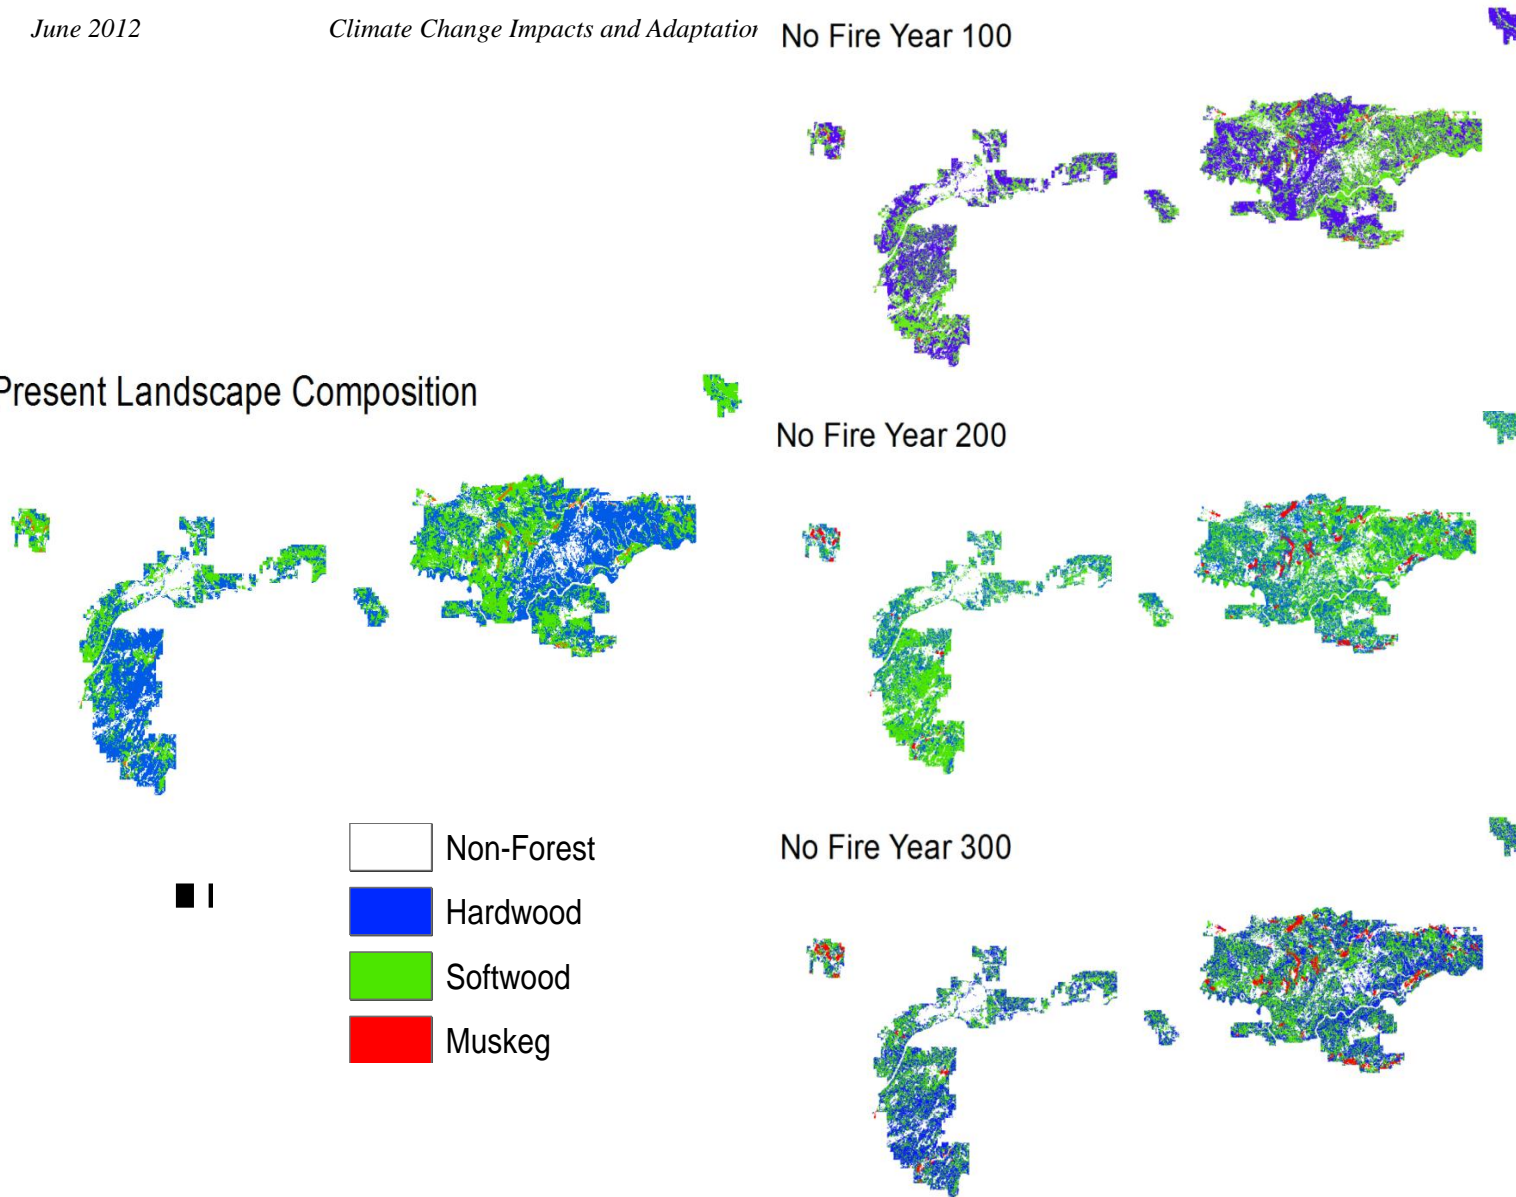 June 2012 Climate Change Impacts and Adaptation
No Fire Year 100
Present Landscape Composition
No Fire Year 200
Non-Forest
Hardwood
Softwood
Muskeg
No Fire Year 300